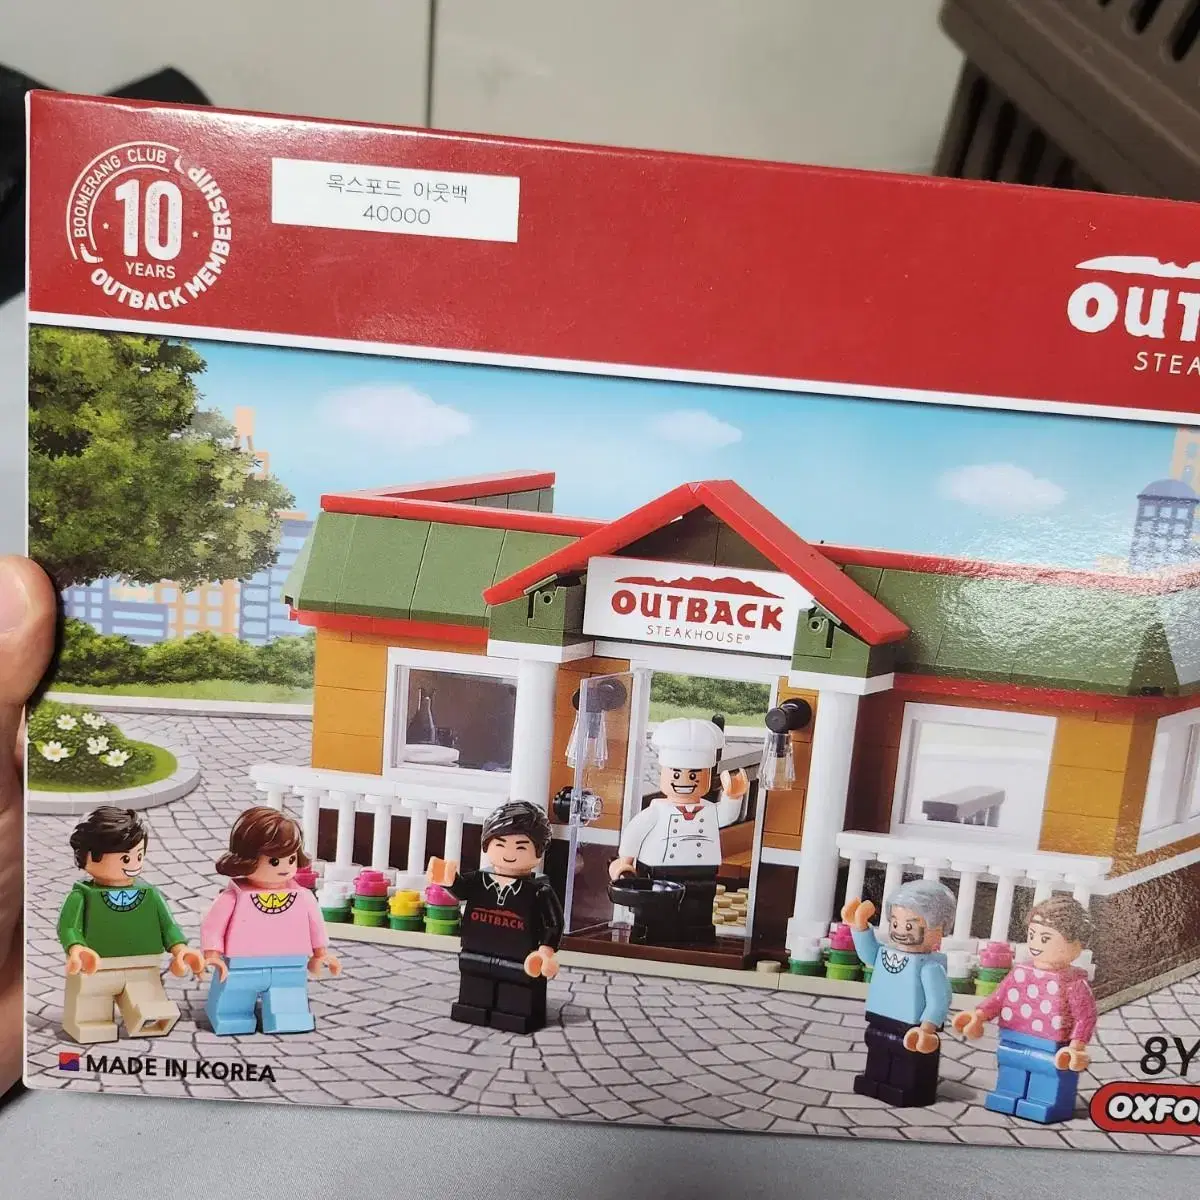 BOOMERANG CLUB
10
YEARS
OUTBACK MEMBERSHIP
옥스포드 아웃백
40000
OUT
STEA
OUTBACK
STEAKHOUSE®
OUTBACK
MADE IN KOREA
8Y
OXFO